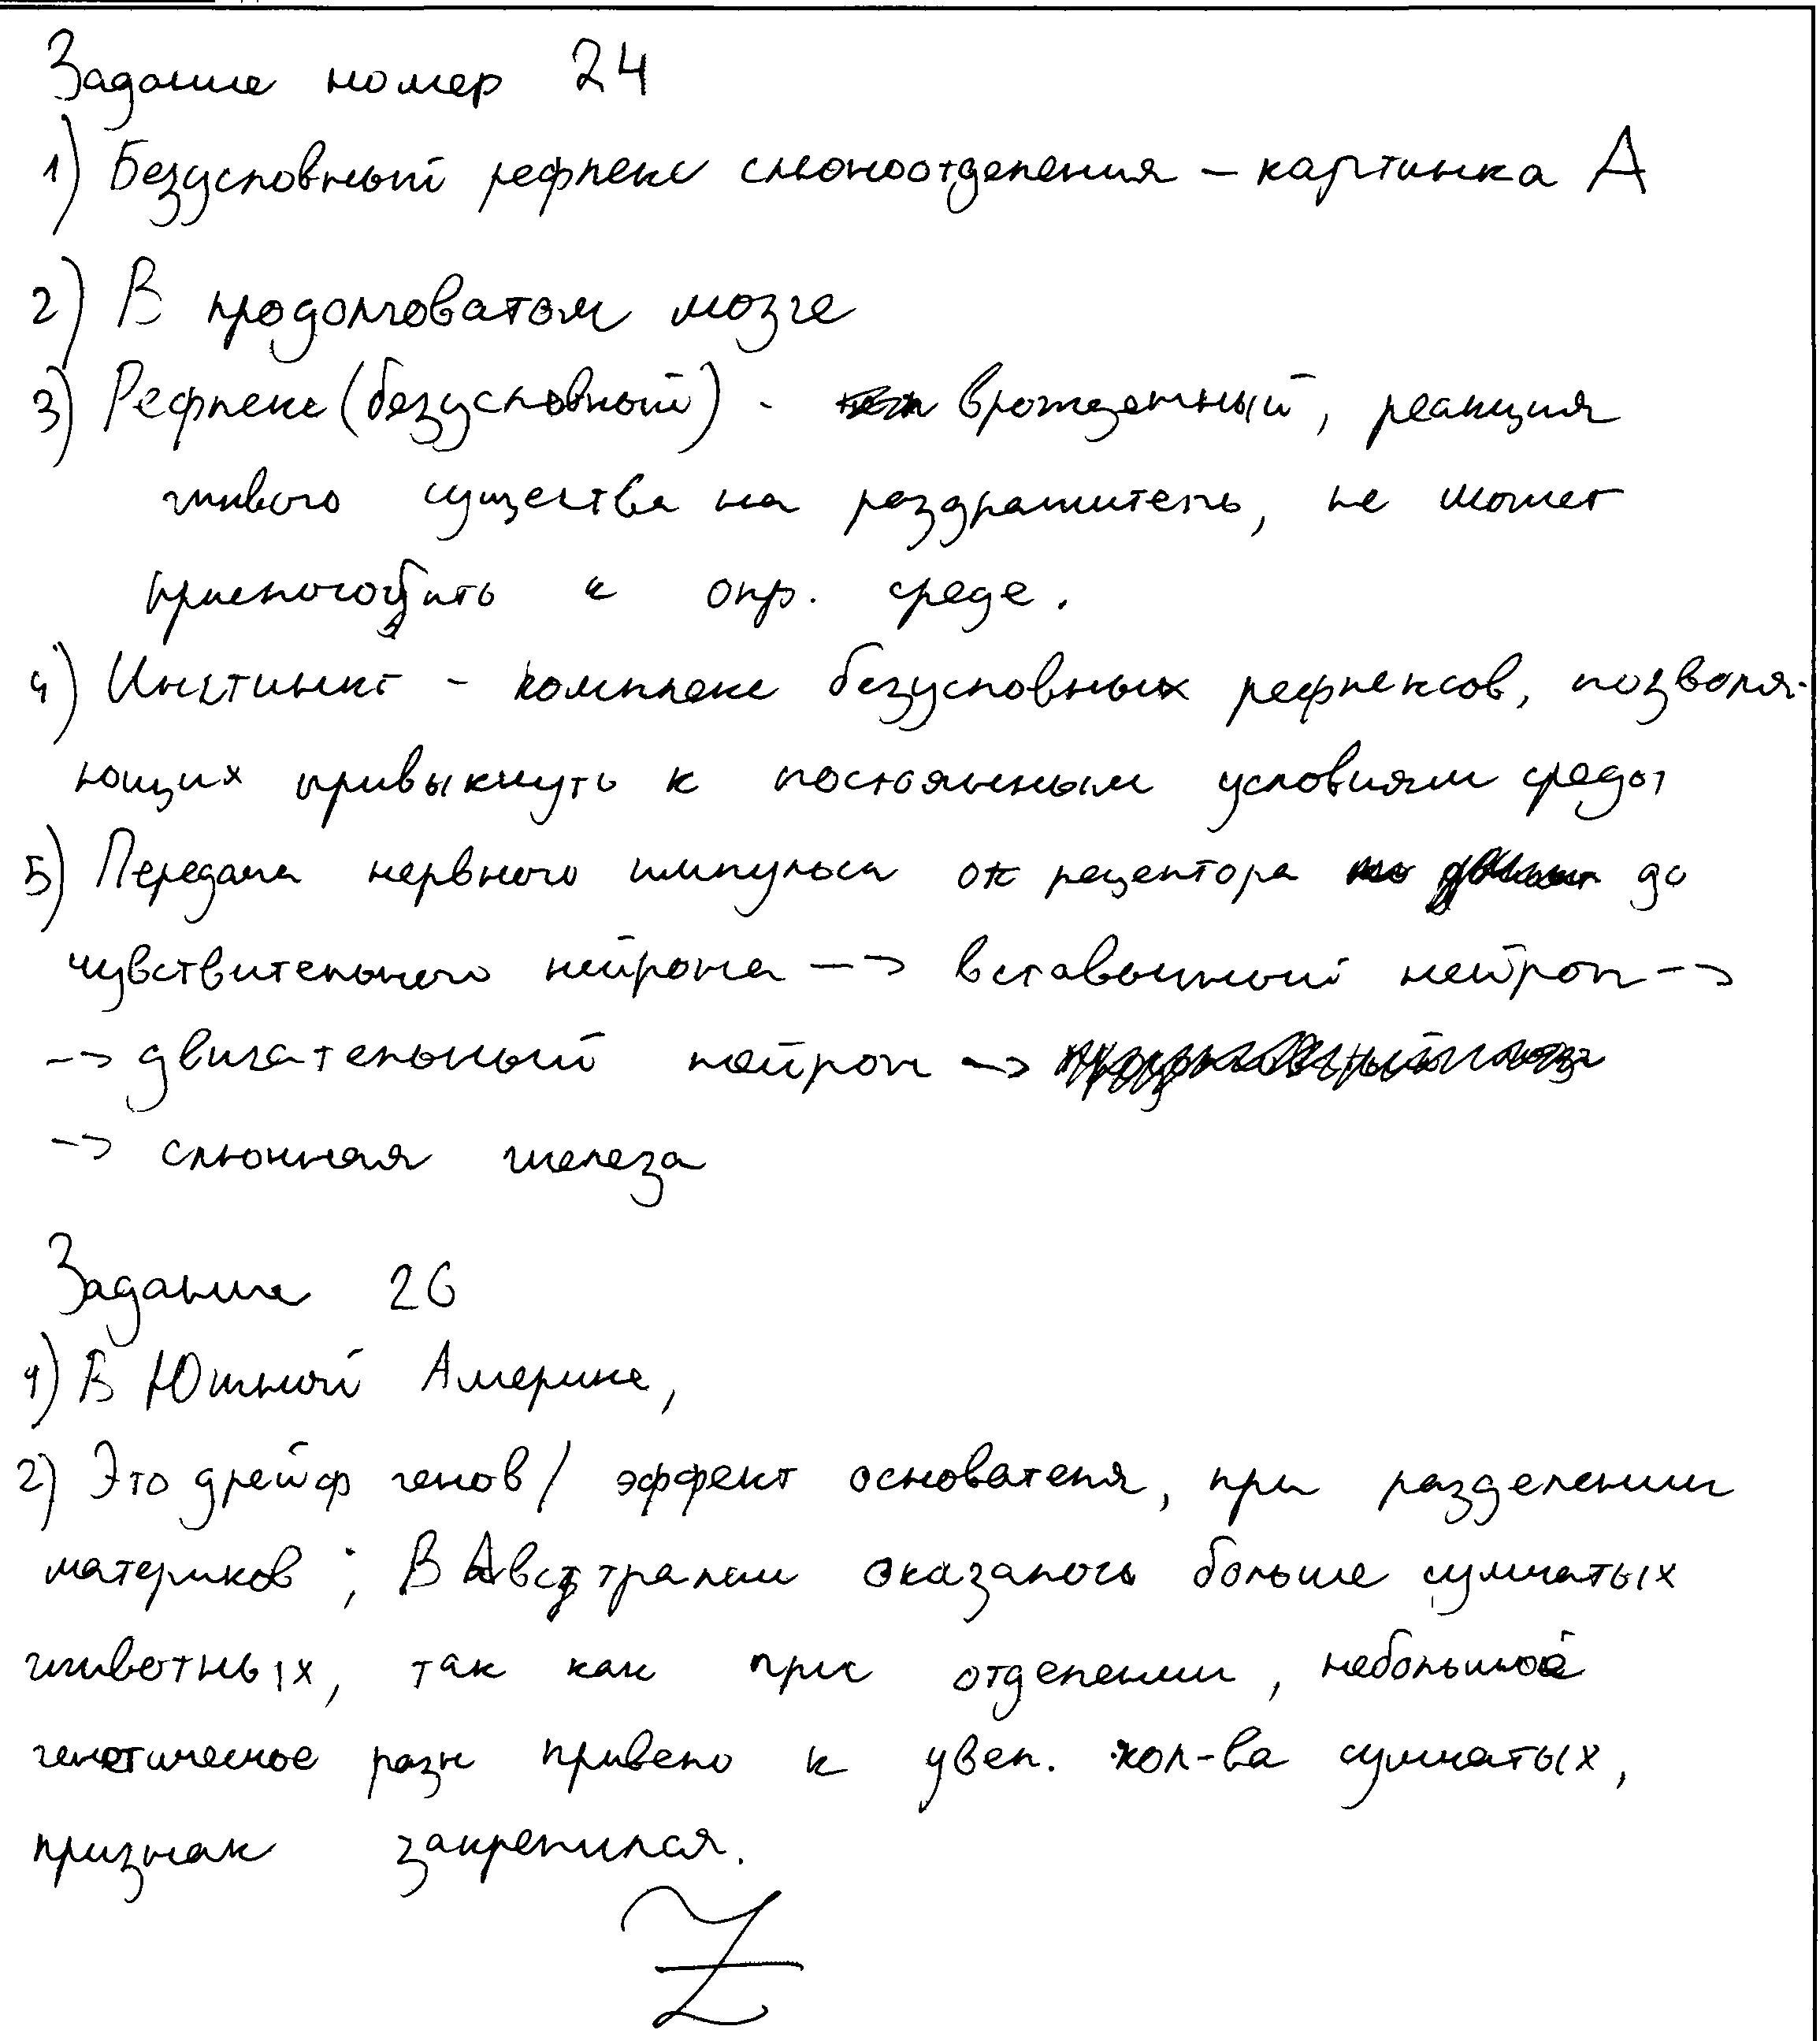 Задание номер 24
1) Безусловный рефлекс слюноотделения – картинка А
2) В продолговатом мозге
3) Рефлекс (безусловный) - врожденный, реакция
живого существа на раздражитель, не может
приспособить к опр. среде.
4) Инстинкт - комплекс безусловных рефлексов, позволя-
ющих привыкнуть к постоянным условиям среды
5) Передача нервного импульса от рецептора до
чувствительного нейрона --> вставочный нейрон -->
--> двигательный нейрон -->
--> слюнная железа
Задание 26
1) В Южной Америке,
2) Это дрейф генов / эффект основателя, при разделении
материков ; В Австралии оказалось больше сумчатых
животных, так как при отделении, небольшое
генетическое разн привело к увел. кол-ва сумчатых,
признак закрепился.
Z